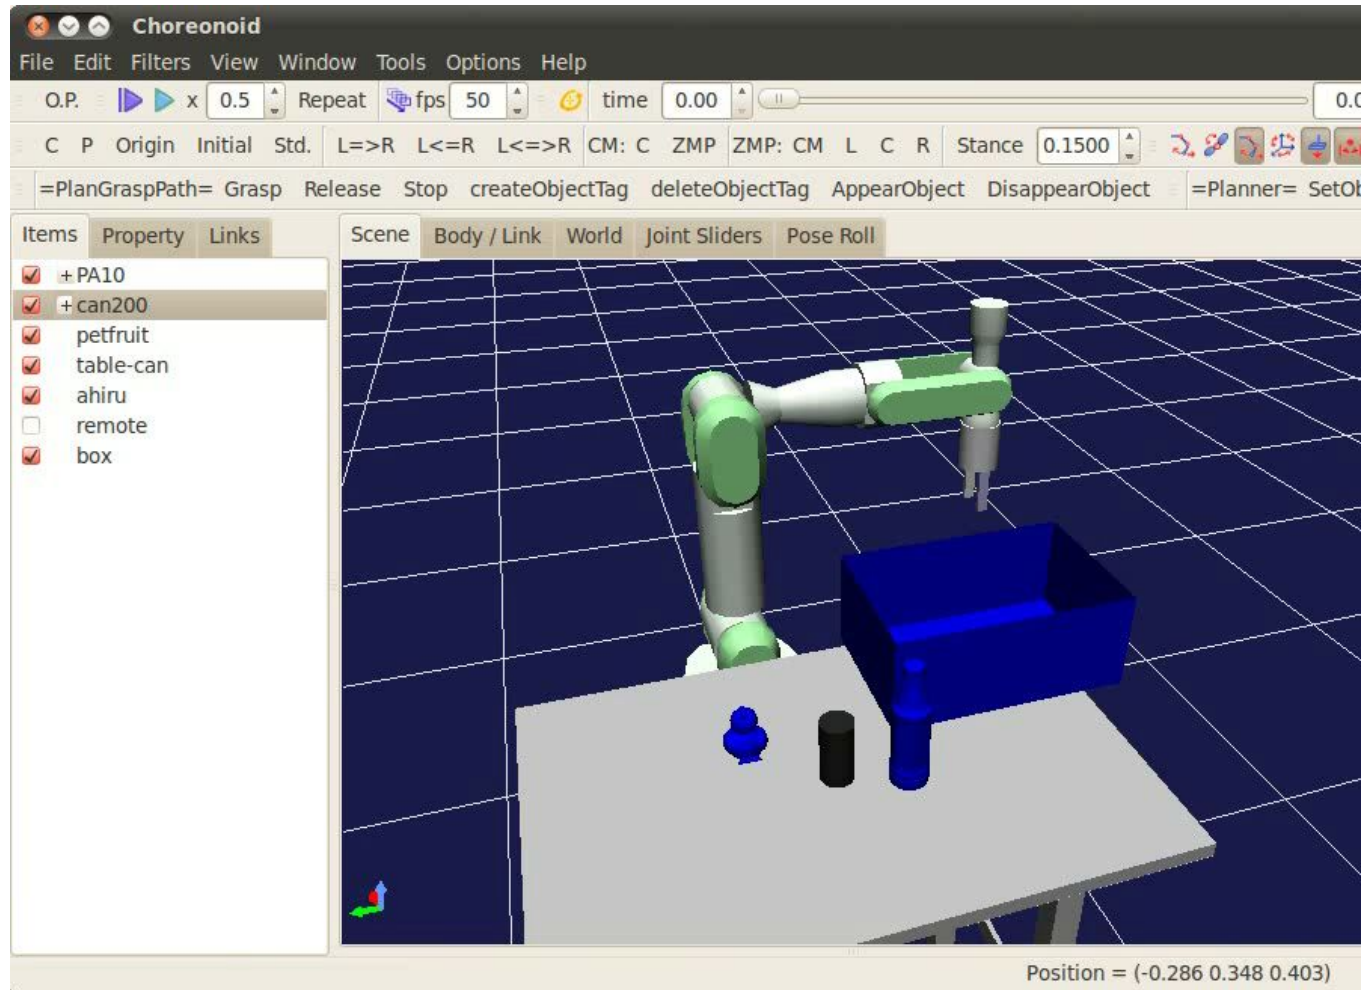 Choreonoid
File Edit Filters View Window Tools Options Help
O.P. x 0.5 Repeat fps 50 time 0.00 0.0
C P Origin Initial Std. L=>R L<=R L<=>R CM: C ZMP ZMP: CM L C R Stance 0.1500
=PlanGraspPath= Grasp Release Stop createObjectTag deleteObjectTag AppearObject DisappearObject =Planner= SetOb
Items Property Links Scene Body / Link World Joint Sliders Pose Roll
+ PA10
+ can200
petfruit
table-can
ahiru
remote
box
Position = (-0.286 0.348 0.403)